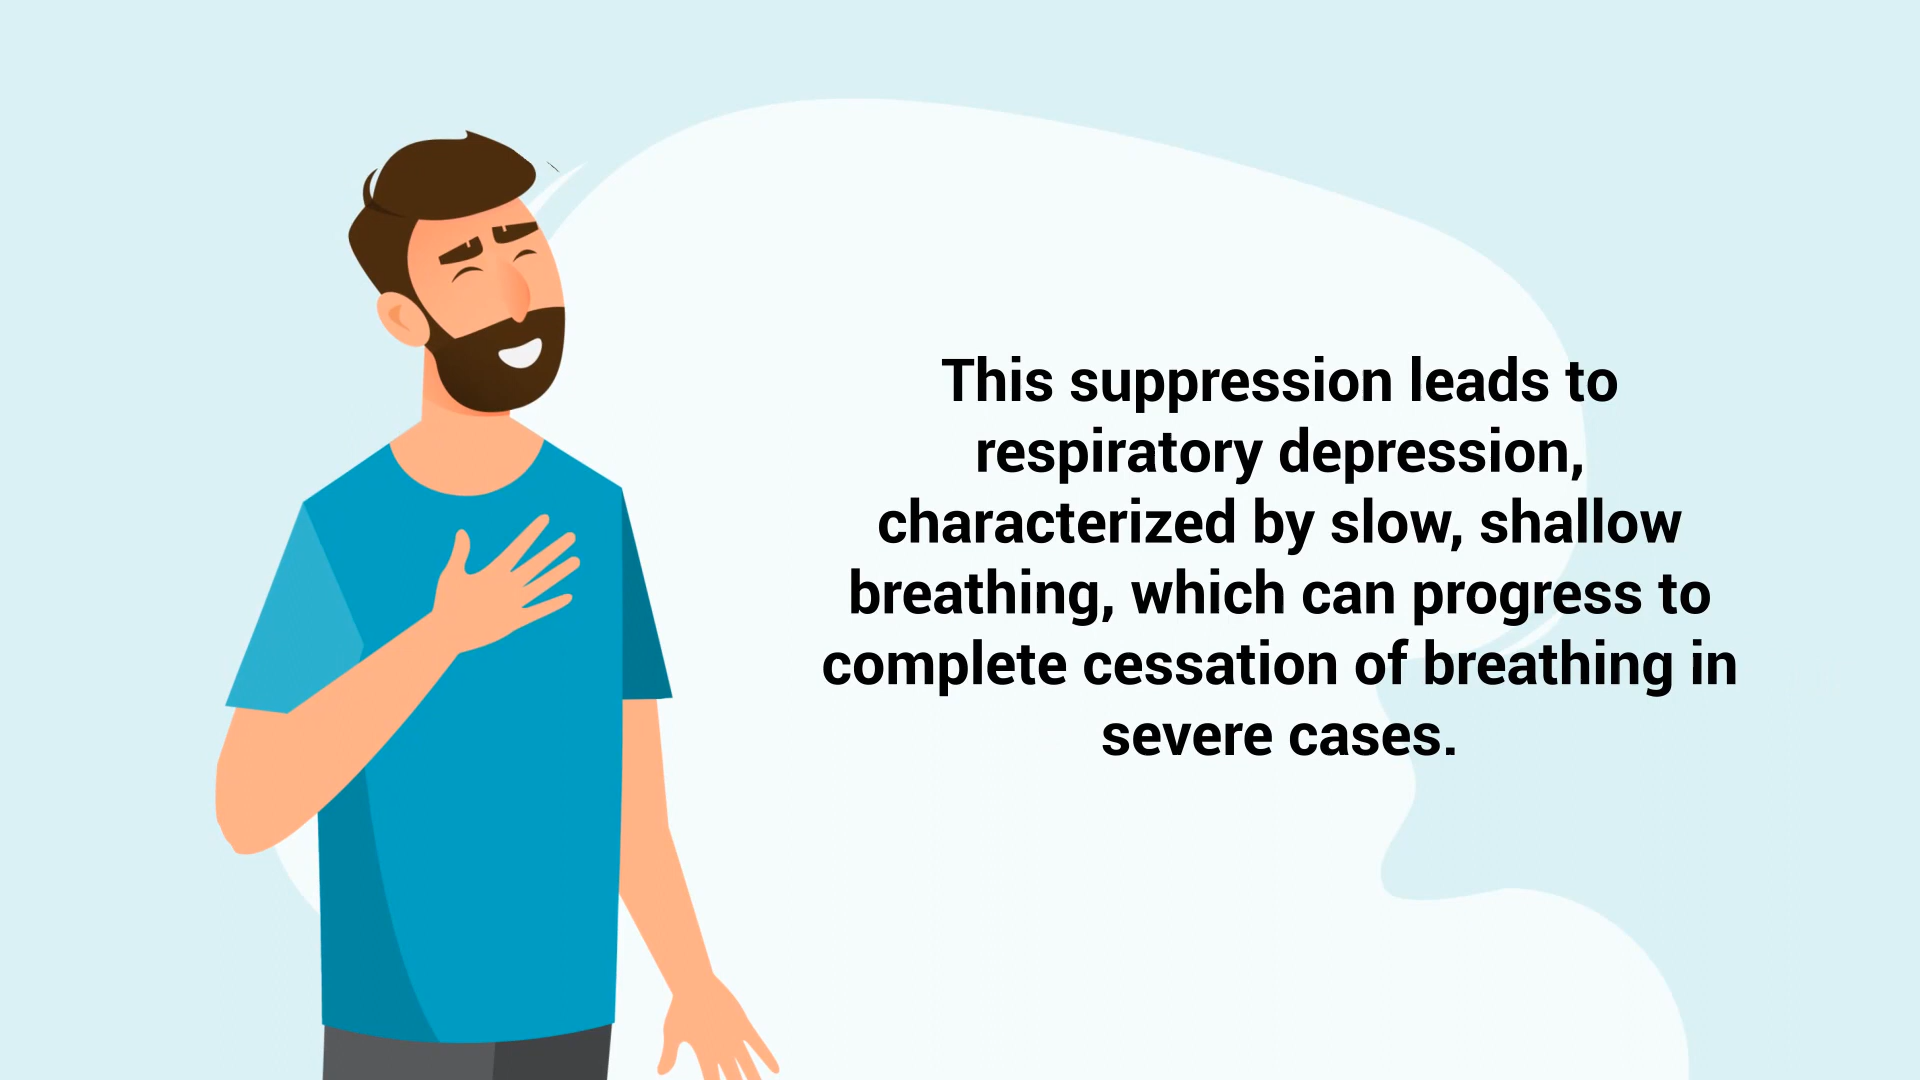 This suppression leads to
respiratory depression,
characterized by slow, shallow
breathing, which can progress to
complete cessation of breathing in
severe cases.